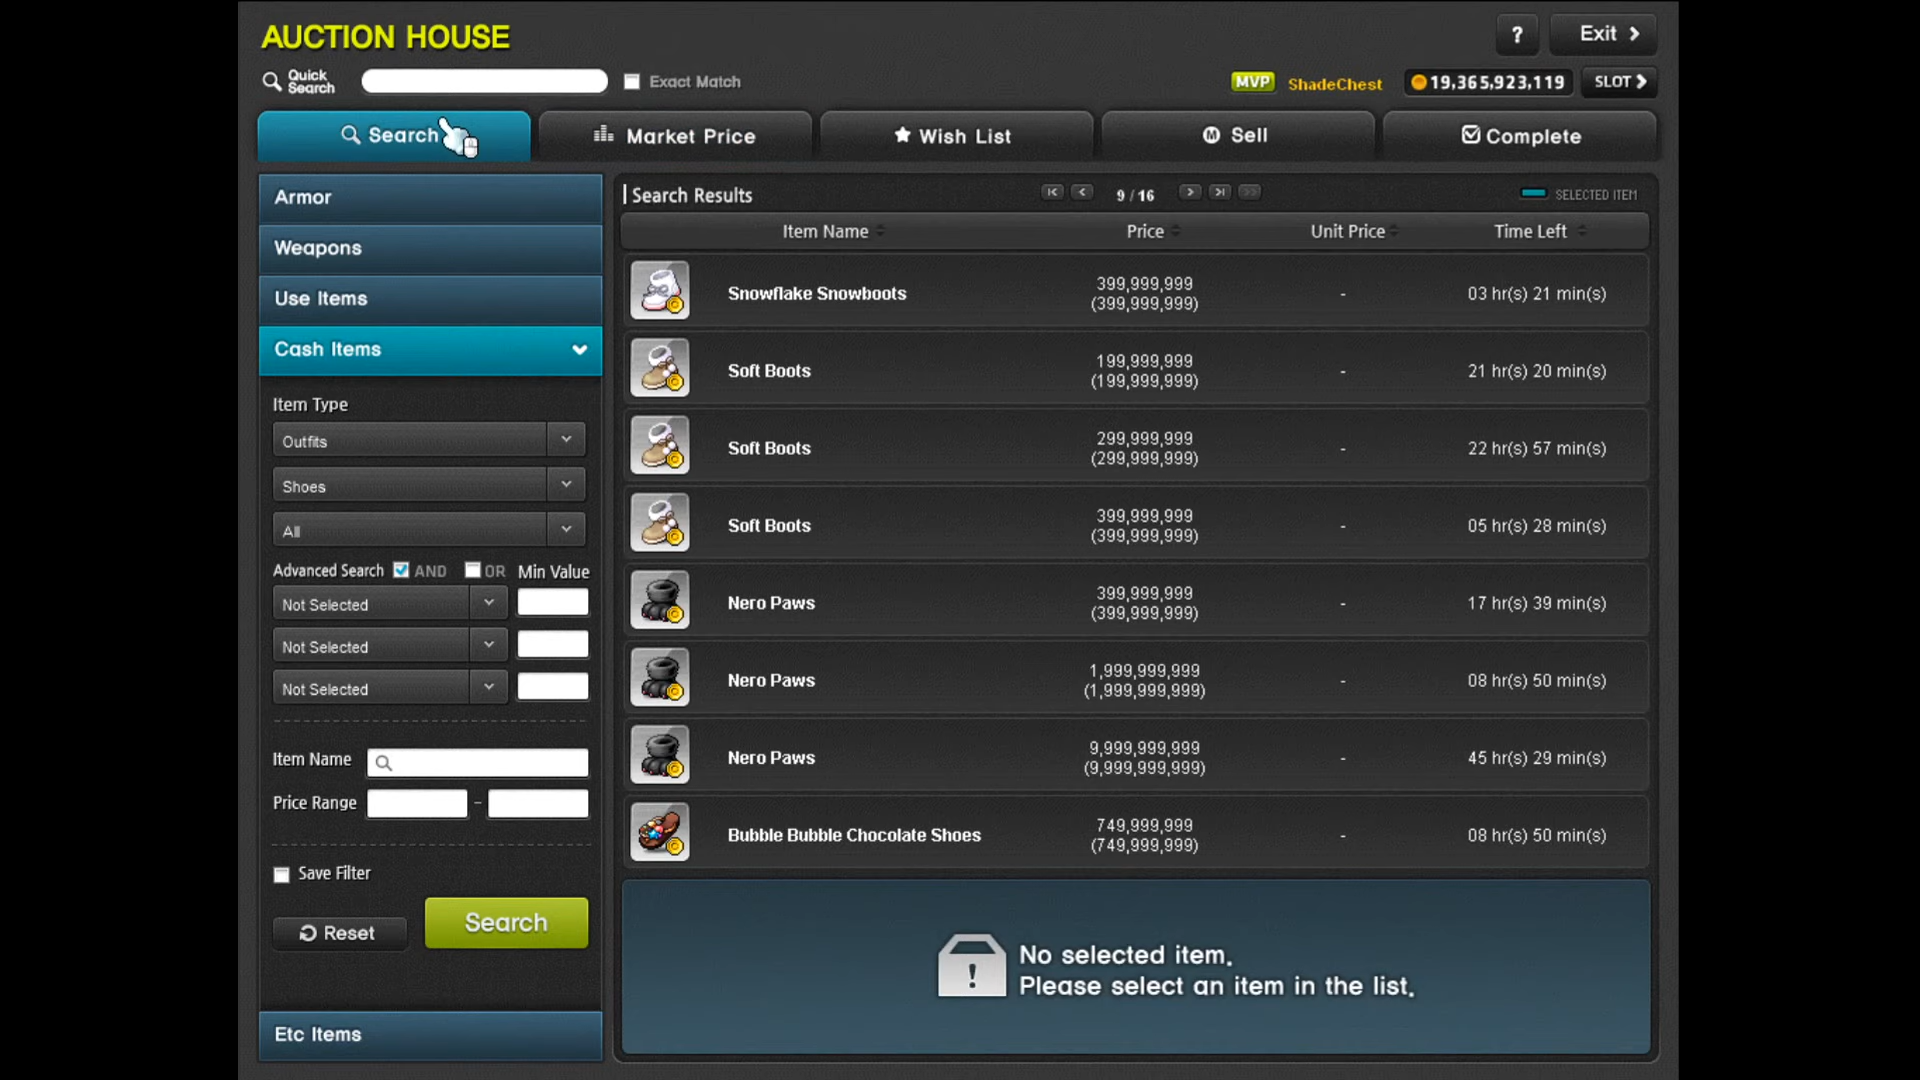 AUCTION HOUSE
?
Exit
Quick
Search
Exact Match
MVP
ShadeChest
19,365,923,119
SLOT
Search
Market Price
Wish List
Sell
Complete
Armor
Weapons
Use Items
Cash Items
Item Type
Outfits
Shoes
All
Advanced Search AND OR Min Value
Not Selected
Not Selected
Not Selected
Item Name
Price Range -
Save Filter
Reset
Search
Etc Items
Search Results
9 / 16
SELECTED ITEM
Item Name Price Unit Price Time Left
Snowflake Snowboots 399,999,999 - 03 hr(s) 21 min(s)
(399,999,999)
Soft Boots 199,999,999 - 21 hr(s) 20 min(s)
(199,999,999)
Soft Boots 299,999,999 - 22 hr(s) 57 min(s)
(299,999,999)
Soft Boots 399,999,999 - 05 hr(s) 28 min(s)
(399,999,999)
Nero Paws 399,999,999 - 17 hr(s) 39 min(s)
(399,999,999)
Nero Paws 1,999,999,999 - 08 hr(s) 50 min(s)
(1,999,999,999)
Nero Paws 9,999,999,999 - 45 hr(s) 29 min(s)
(9,999,999,999)
Bubble Bubble Chocolate Shoes 749,999,999 - 08 hr(s) 50 min(s)
(749,999,999)
No selected item.
Please select an item in the list.